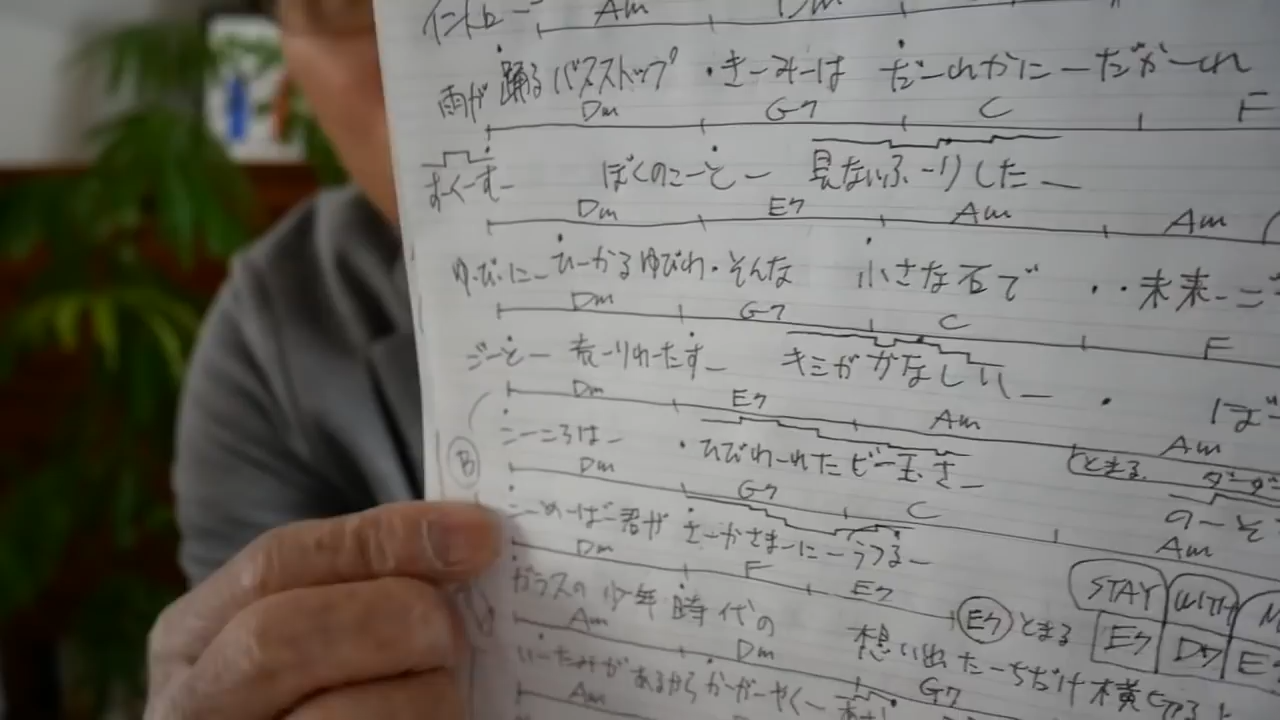 イントロ Am Dm
雨が 踊る バスストップ ・きーみーは だーれかにーだかーれ
Dm G7 C F
ぼくのこーとー 見ないふーりしたー
Dm E7 Am Am
ゆ・び・にーひーかるゆびわ・そんな 小さな石で ・・未来ーご
Dm G7 C F
ジーとー 売ーりわーたすー キミがかなしいー ・ ぼ
Dm E7 Am Am
B
こーころはー ・ひびわーれたビー玉さー (とまる
Dm G7 C Am
のーぞ
君が さーかさまーにーうつるー
Dm F E7 E7 とまる
STAY WITH
E7 D7
ガラスの少年時代の 想い出たーちだけ横
Am Dm G7
いーたみがあるからかーがーやくー
Am